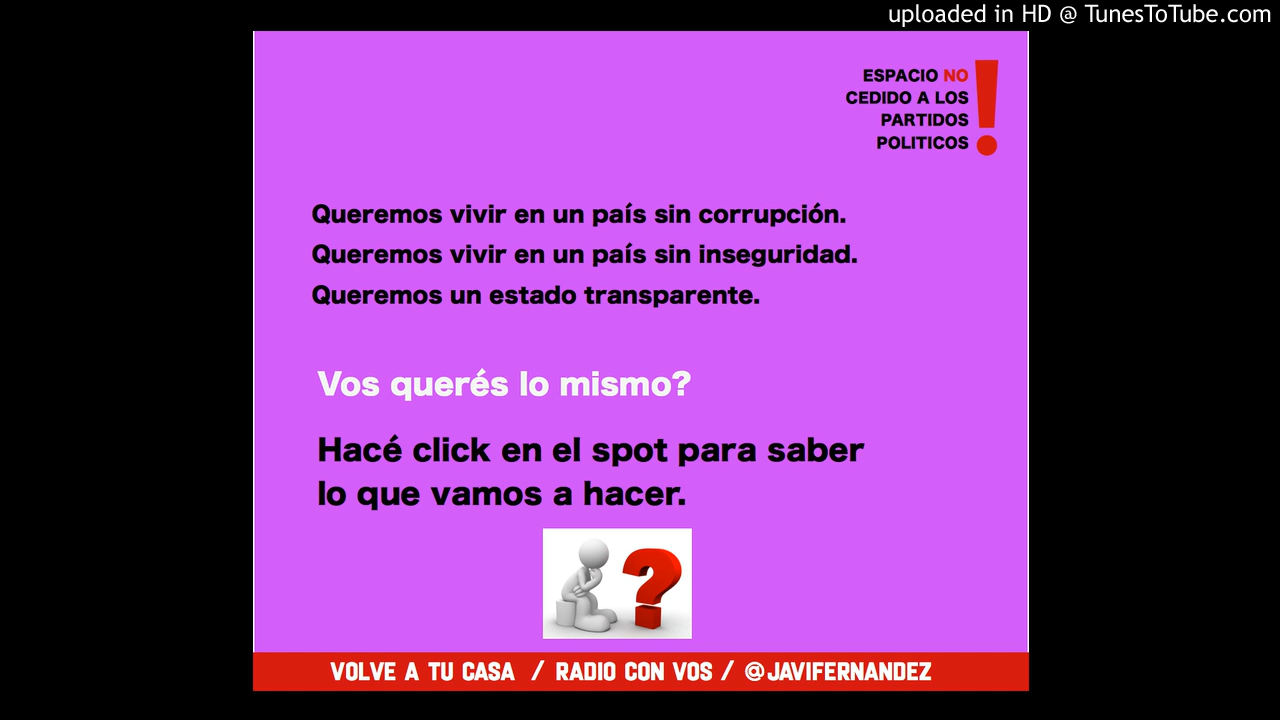 uploaded in HD @ TunesToTube.com
ESPACIO NO
CEDIDO A LOS
PARTIDOS
POLITICOS
!
Queremos vivir en un país sin corrupción.
Queremos vivir en un país sin inseguridad.
Queremos un estado transparente.
Vos querés lo mismo?
Hacé click en el spot para saber
lo que vamos a hacer.
?
VOLVE A TU CASA / RADIO CON VOS / @JAVIFERNANDEZ